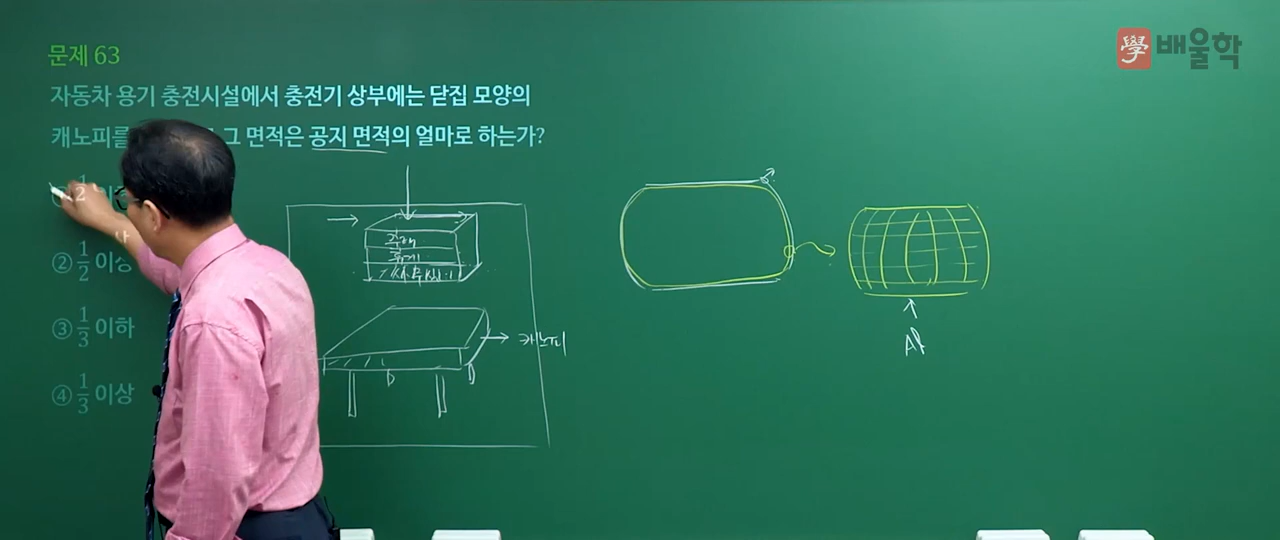 문제 63
學 배울학
자동차 용기 충전시설에서 충전기 상부에는 닫집 모양의
캐노피를 그 면적은 공지 면적의 얼마로 하는가?
1/2
② 1/2 이상
③ 1/3 이하
④ 1/3 이상
캐노피